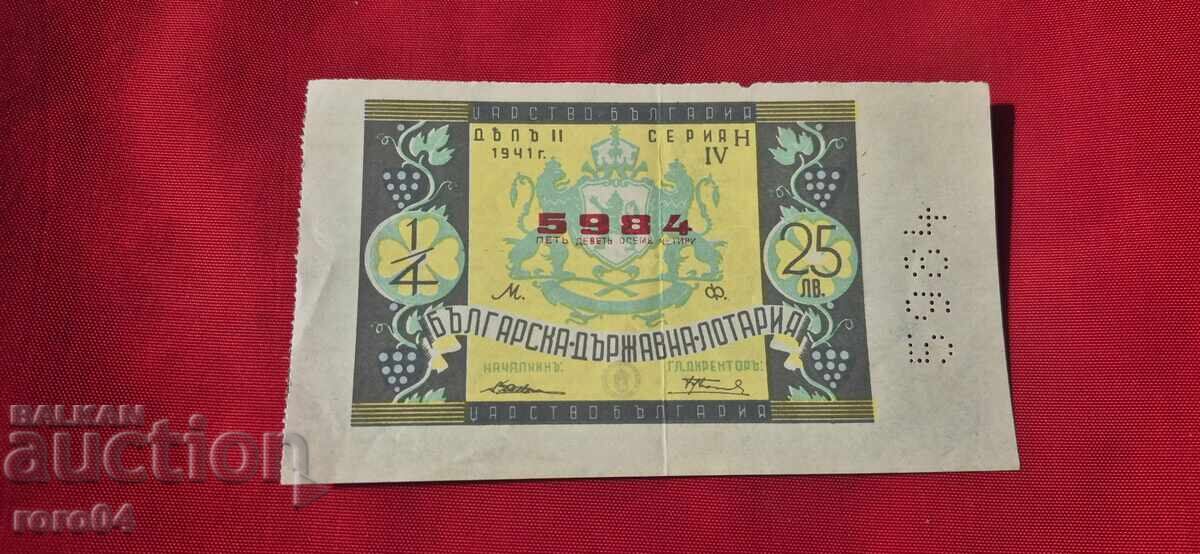 ЦАРСТВО·БЪЛГАРИЯ
ДѢЛЪ II СЕРИЯ Н
1941 г. IV
5984
ПЕТЬ ДЕВЕТЬ ОСЕМЬ ЧЕТИРИ
1/4
25
ЛВ.
М. Ф.
БЪЛГАРСКА·ДЪРЖАВНА·ЛОТАРИЯ
НАЧАЛНИКЪ: ГЛ.ДИРЕКТОРЪ:
ЦАРСТВО·БЪЛГАРИЯ
5984
BALKAN
auction
roro04